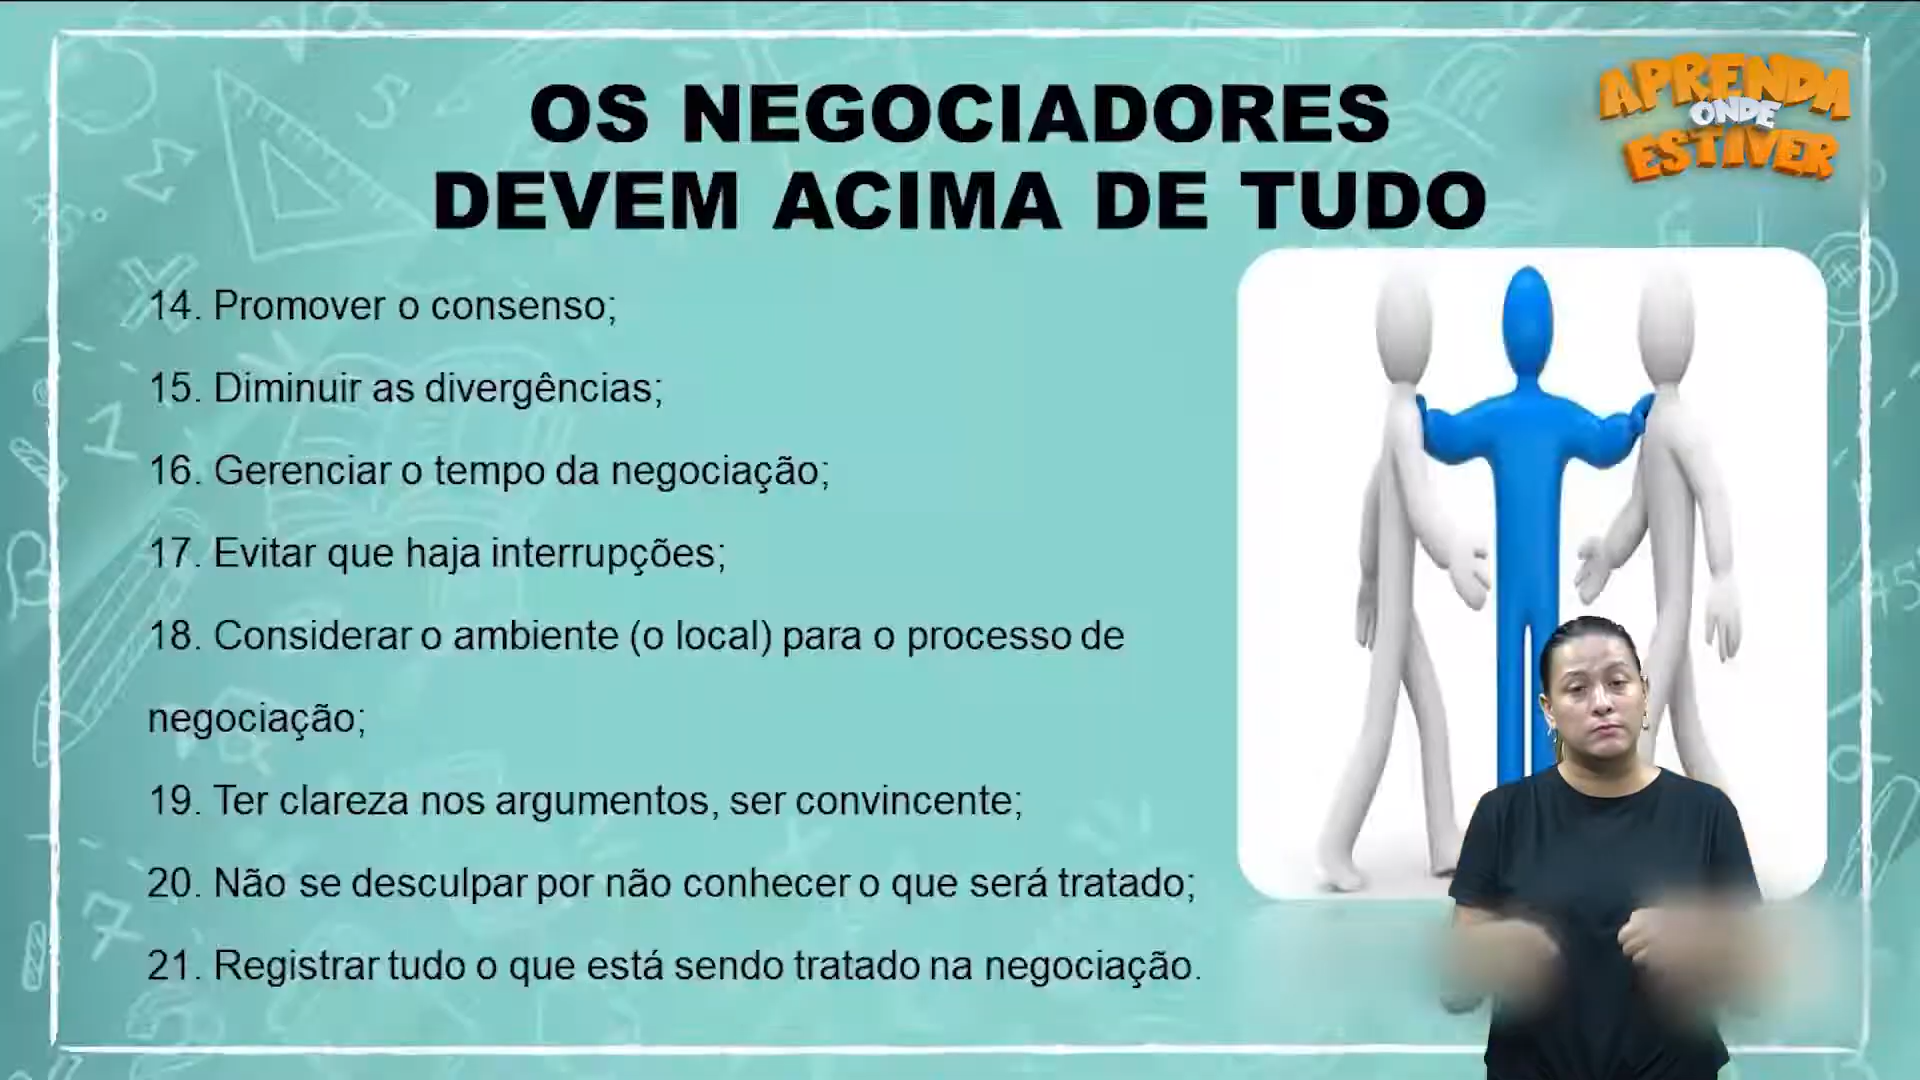 OS NEGOCIADORES
DEVEM ACIMA DE TUDO
APRENDA
ONDE
ESTIVER
14. Promover o consenso;
15. Diminuir as divergências;
16. Gerenciar o tempo da negociação;
17. Evitar que haja interrupções;
18. Considerar o ambiente (o local) para o processo de
negociação;
19. Ter clareza nos argumentos, ser convincente;
20. Não se desculpar por não conhecer o que será tratado;
21. Registrar tudo o que está sendo tratado na negociação.